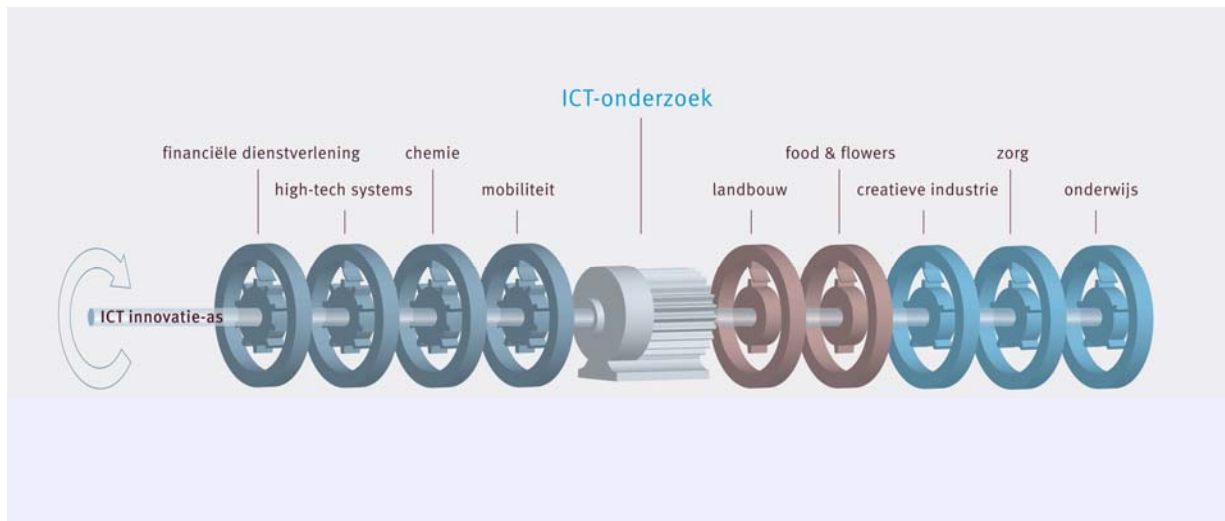 ICT-onderzoek
financiële dienstverlening
chemie
food & flowers
zorg
high-tech systems
mobiliteit
landbouw
creatieve industrie
onderwijs
ICT innovatie-as